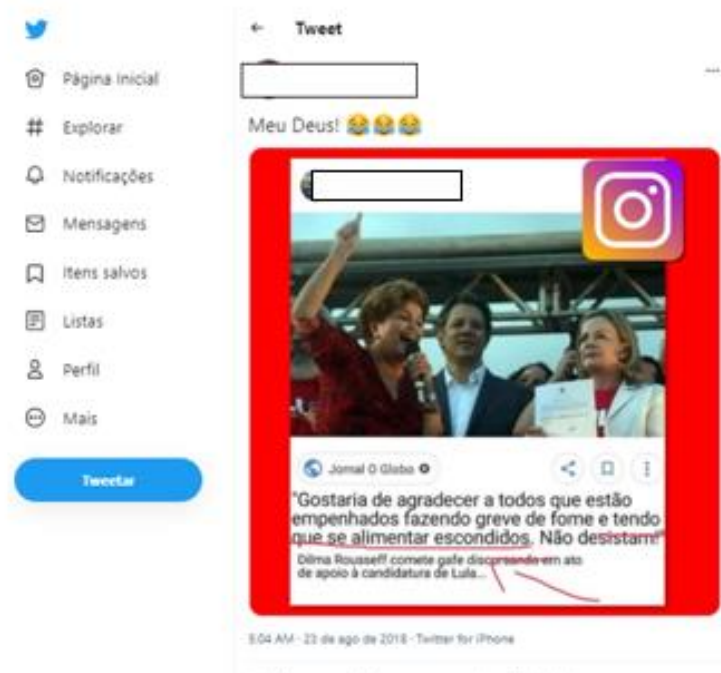 Tweet
Página Inicial
Explorar
Notificações
Mensagens
Itens salvos
Listas
Perfil
Mais
Tweetar
Meu Deus! 😂😂😂
Jornal O Globo
"Gostaria de agradecer a todos que estão
empenhados fazendo greve de fome e tendo
que se alimentar escondidos. Não desistam!"
Dilma Rousseff comete gafe discursando em ato
de apoio à candidatura de Lula...
5:04 AM · 23 de ago de 2018 · Twitter for iPhone